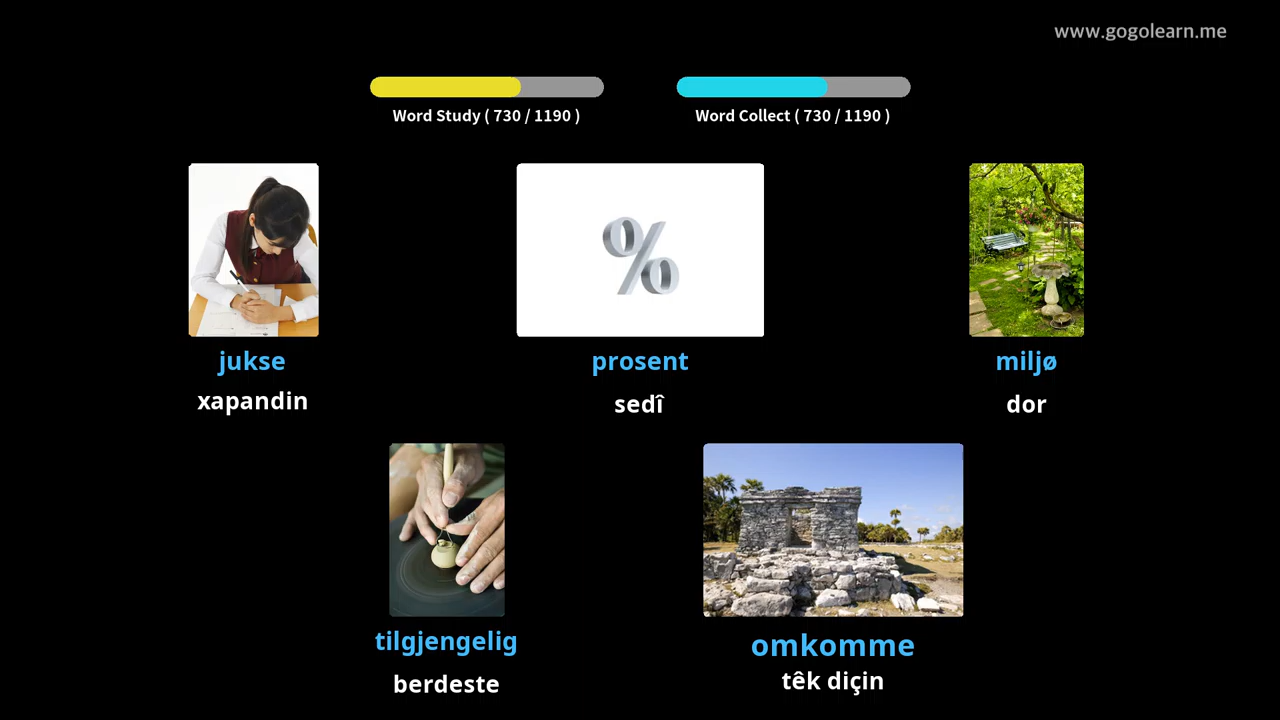 www.gogolearn.me
Word Study ( 730 / 1190 )
Word Collect ( 730 / 1190 )
%
jukse
prosent
miljø
xapandin
sedî
dor
tilgjengelig
omkomme
berdeste
têk diçin